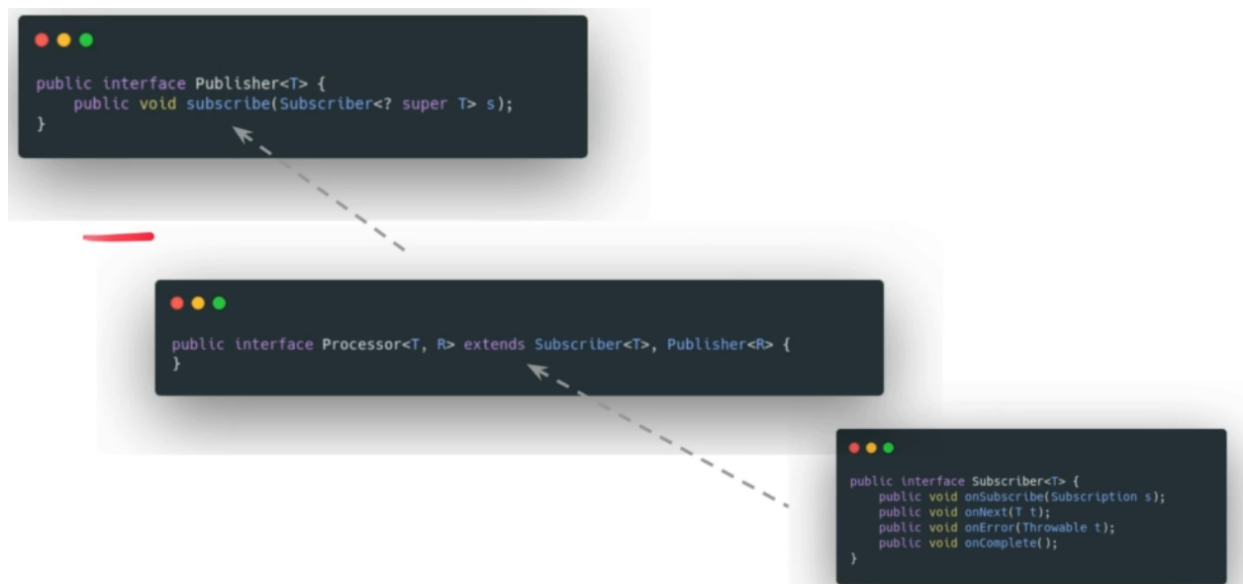 public interface Publisher<T> {
    public void subscribe(Subscriber<? super T> s);
}
public interface Processor<T, R> extends Subscriber<T>, Publisher<R> {
}
public interface Subscriber<T> {
    public void onSubscribe(Subscription s);
    public void onNext(T t);
    public void onError(Throwable t);
    public void onComplete();
}